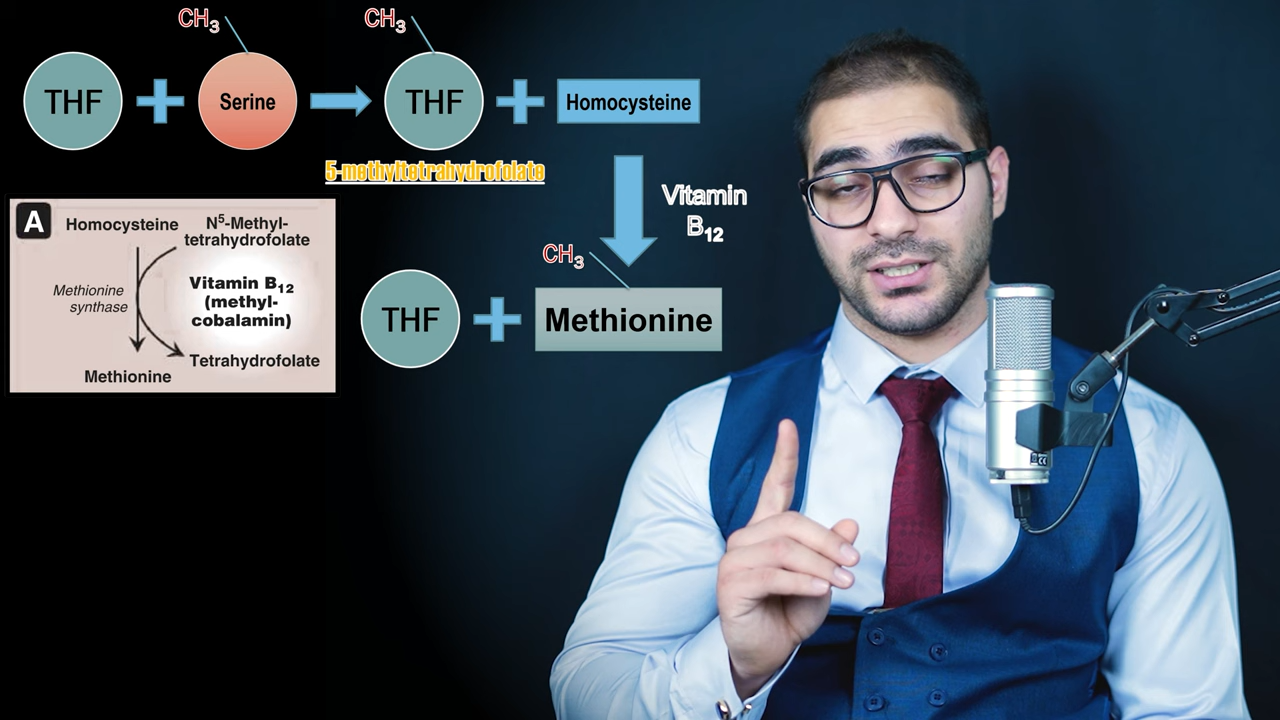 CH3
CH3
THF
Serine
THF
Homocysteine
5-methyltetrahydrofolate
Vitamin
B12
CH3
THF
Methionine
A
Homocysteine
N5-Methyl-
tetrahydrofolate
Methionine
synthase
Vitamin B12
(methyl-
cobalamin)
Tetrahydrofolate
Methionine